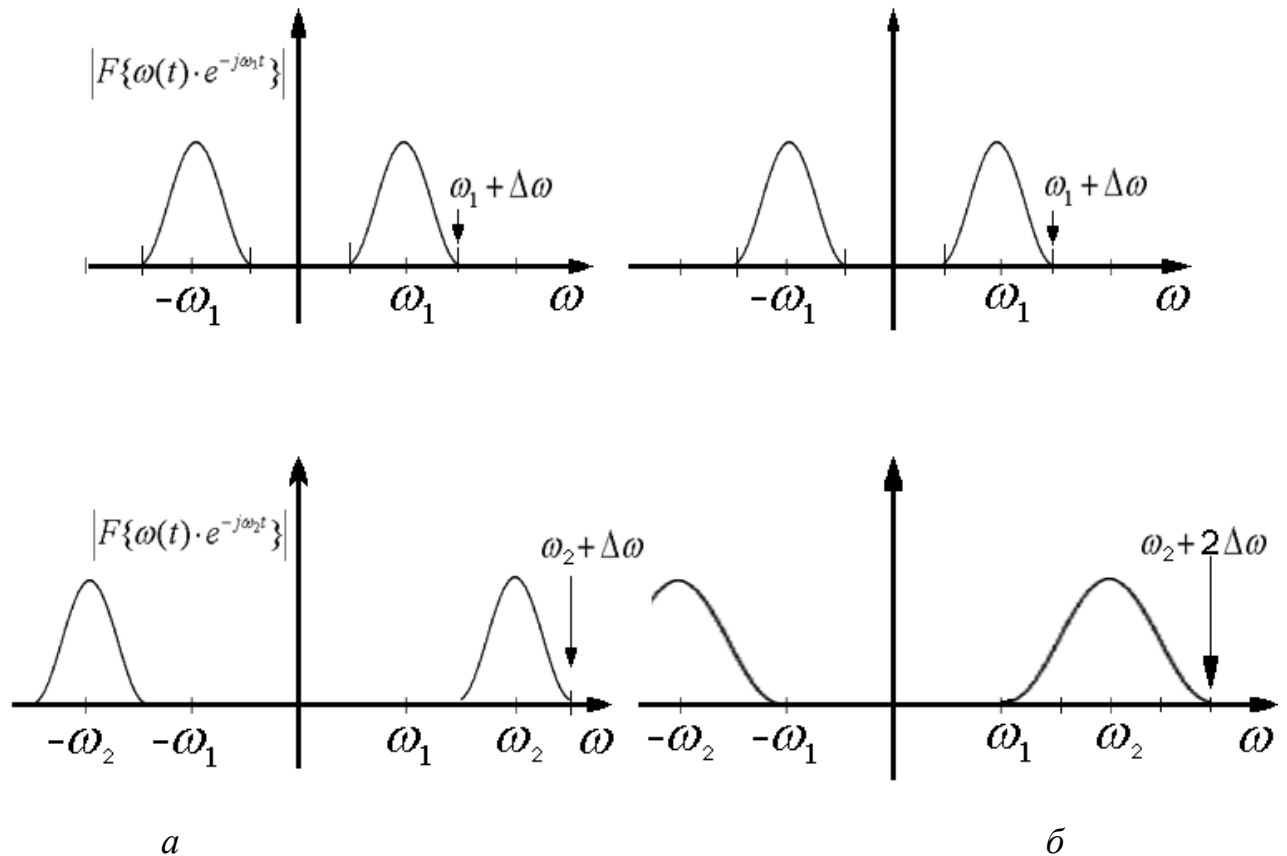 |F{ω(t)·e^{-jω₁t}}|
ω₁ + Δω
-ω₁ ω₁ ω
ω₁ + Δω
-ω₁ ω₁ ω
|F{ω(t)·e^{-jω₂t}}|
ω₂ + Δω
-ω₂ -ω₁ ω₁ ω₂ ω
ω₂ + 2Δω
-ω₂ -ω₁ ω₁ ω₂ ω
а
б